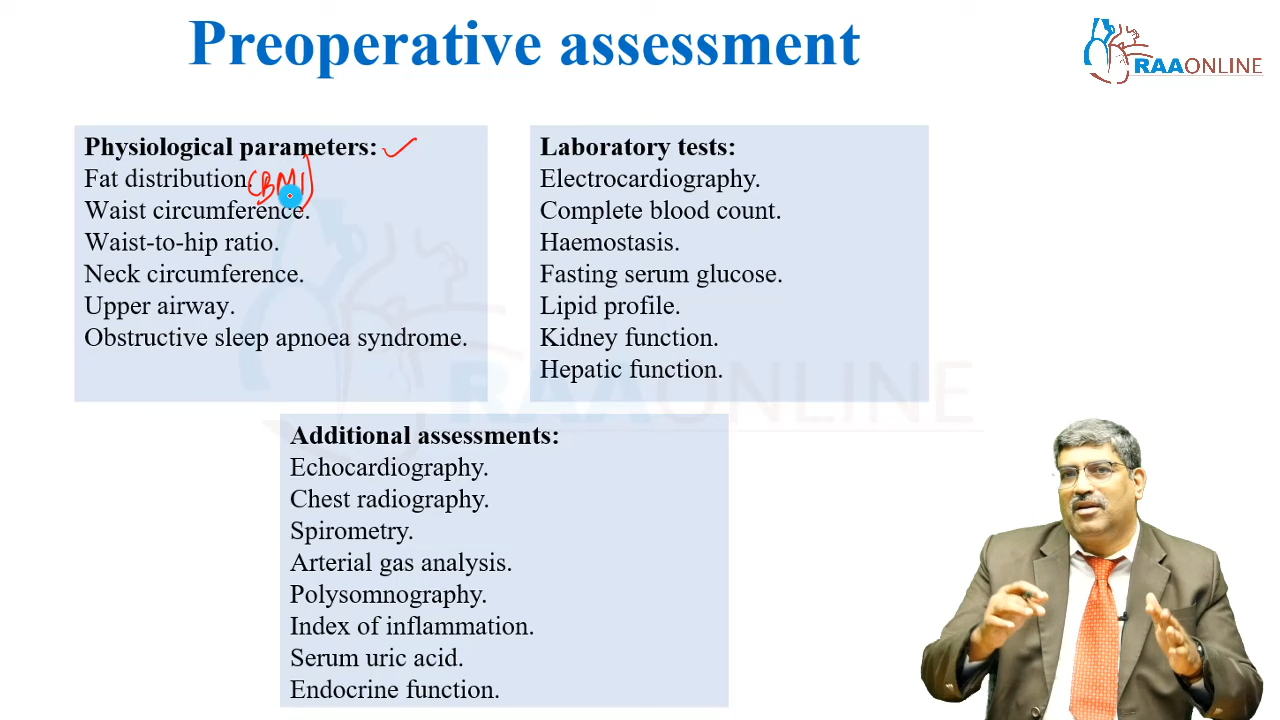 Preoperative assessment
RAAONLINE
Physiological parameters:
Fat distribution. (BMI)
Waist circumference.
Waist-to-hip ratio.
Neck circumference.
Upper airway.
Obstructive sleep apnoea syndrome.
Laboratory tests:
Electrocardiography.
Complete blood count.
Haemostasis.
Fasting serum glucose.
Lipid profile.
Kidney function.
Hepatic function.
RAAONLINE
Additional assessments:
Echocardiography.
Chest radiography.
Spirometry.
Arterial gas analysis.
Polysomnography.
Index of inflammation.
Serum uric acid.
Endocrine function.